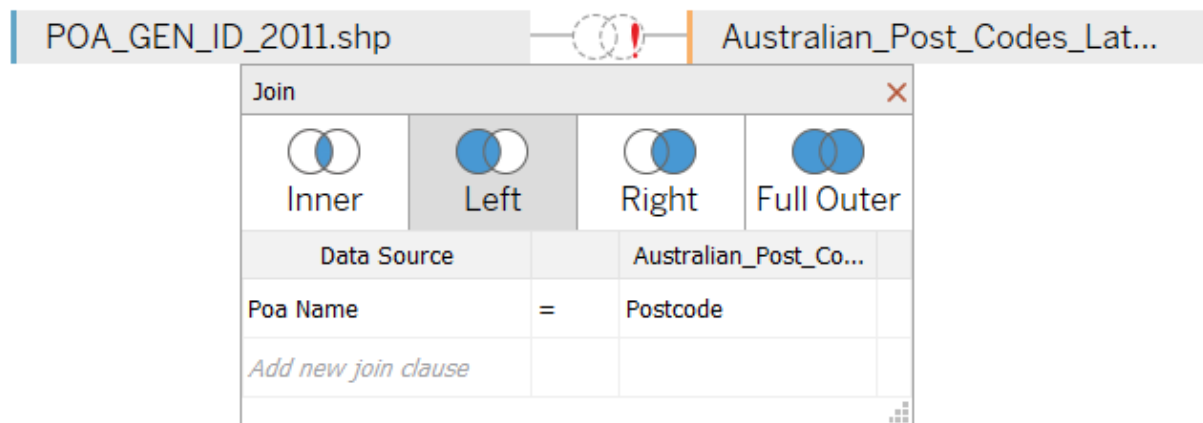 POA_GEN_ID_2011.shp
Australian_Post_Codes_Lat...
Join
Inner
Left
Right
Full Outer
Data Source
Australian_Post_Co...
Poa Name = Postcode
Add new join clause